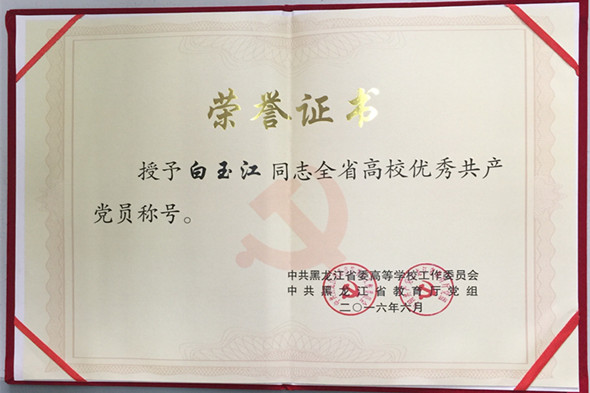 荣誉证书
授予白玉江同志全省高校优秀共产
党员称号。
中共黑龙江省委高等学校工作委员会
中共黑龙江省教育厅党组
二〇一六年六月